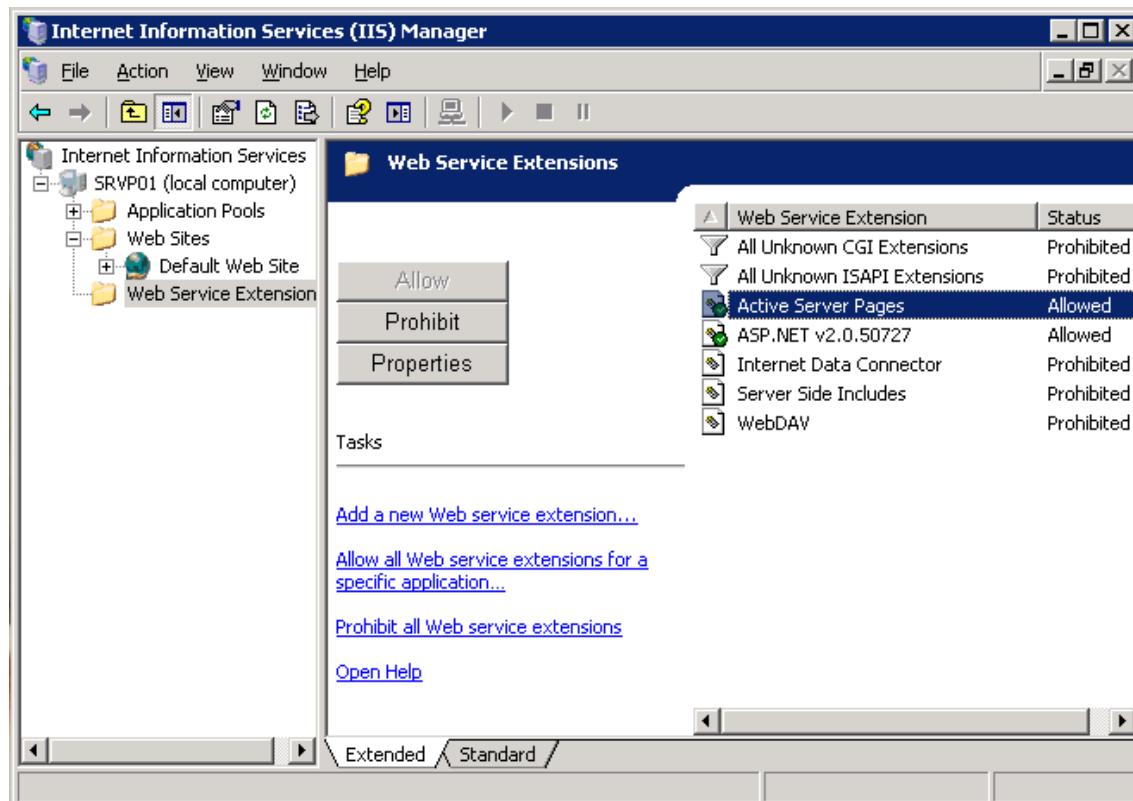 Internet Information Services (IIS) Manager
File Action View Window Help
Internet Information Services
SRVP01 (local computer)
Application Pools
Web Sites
Default Web Site
Web Service Extension
Web Service Extensions
Allow
Prohibit
Properties
Tasks
Add a new Web service extension...
Allow all Web service extensions for a
specific application...
Prohibit all Web service extensions
Open Help
Web Service Extension Status
All Unknown CGI Extensions Prohibited
All Unknown ISAPI Extensions Prohibited
Active Server Pages Allowed
ASP.NET v2.0.50727 Allowed
Internet Data Connector Prohibited
Server Side Includes Prohibited
WebDAV Prohibited
Extended Standard